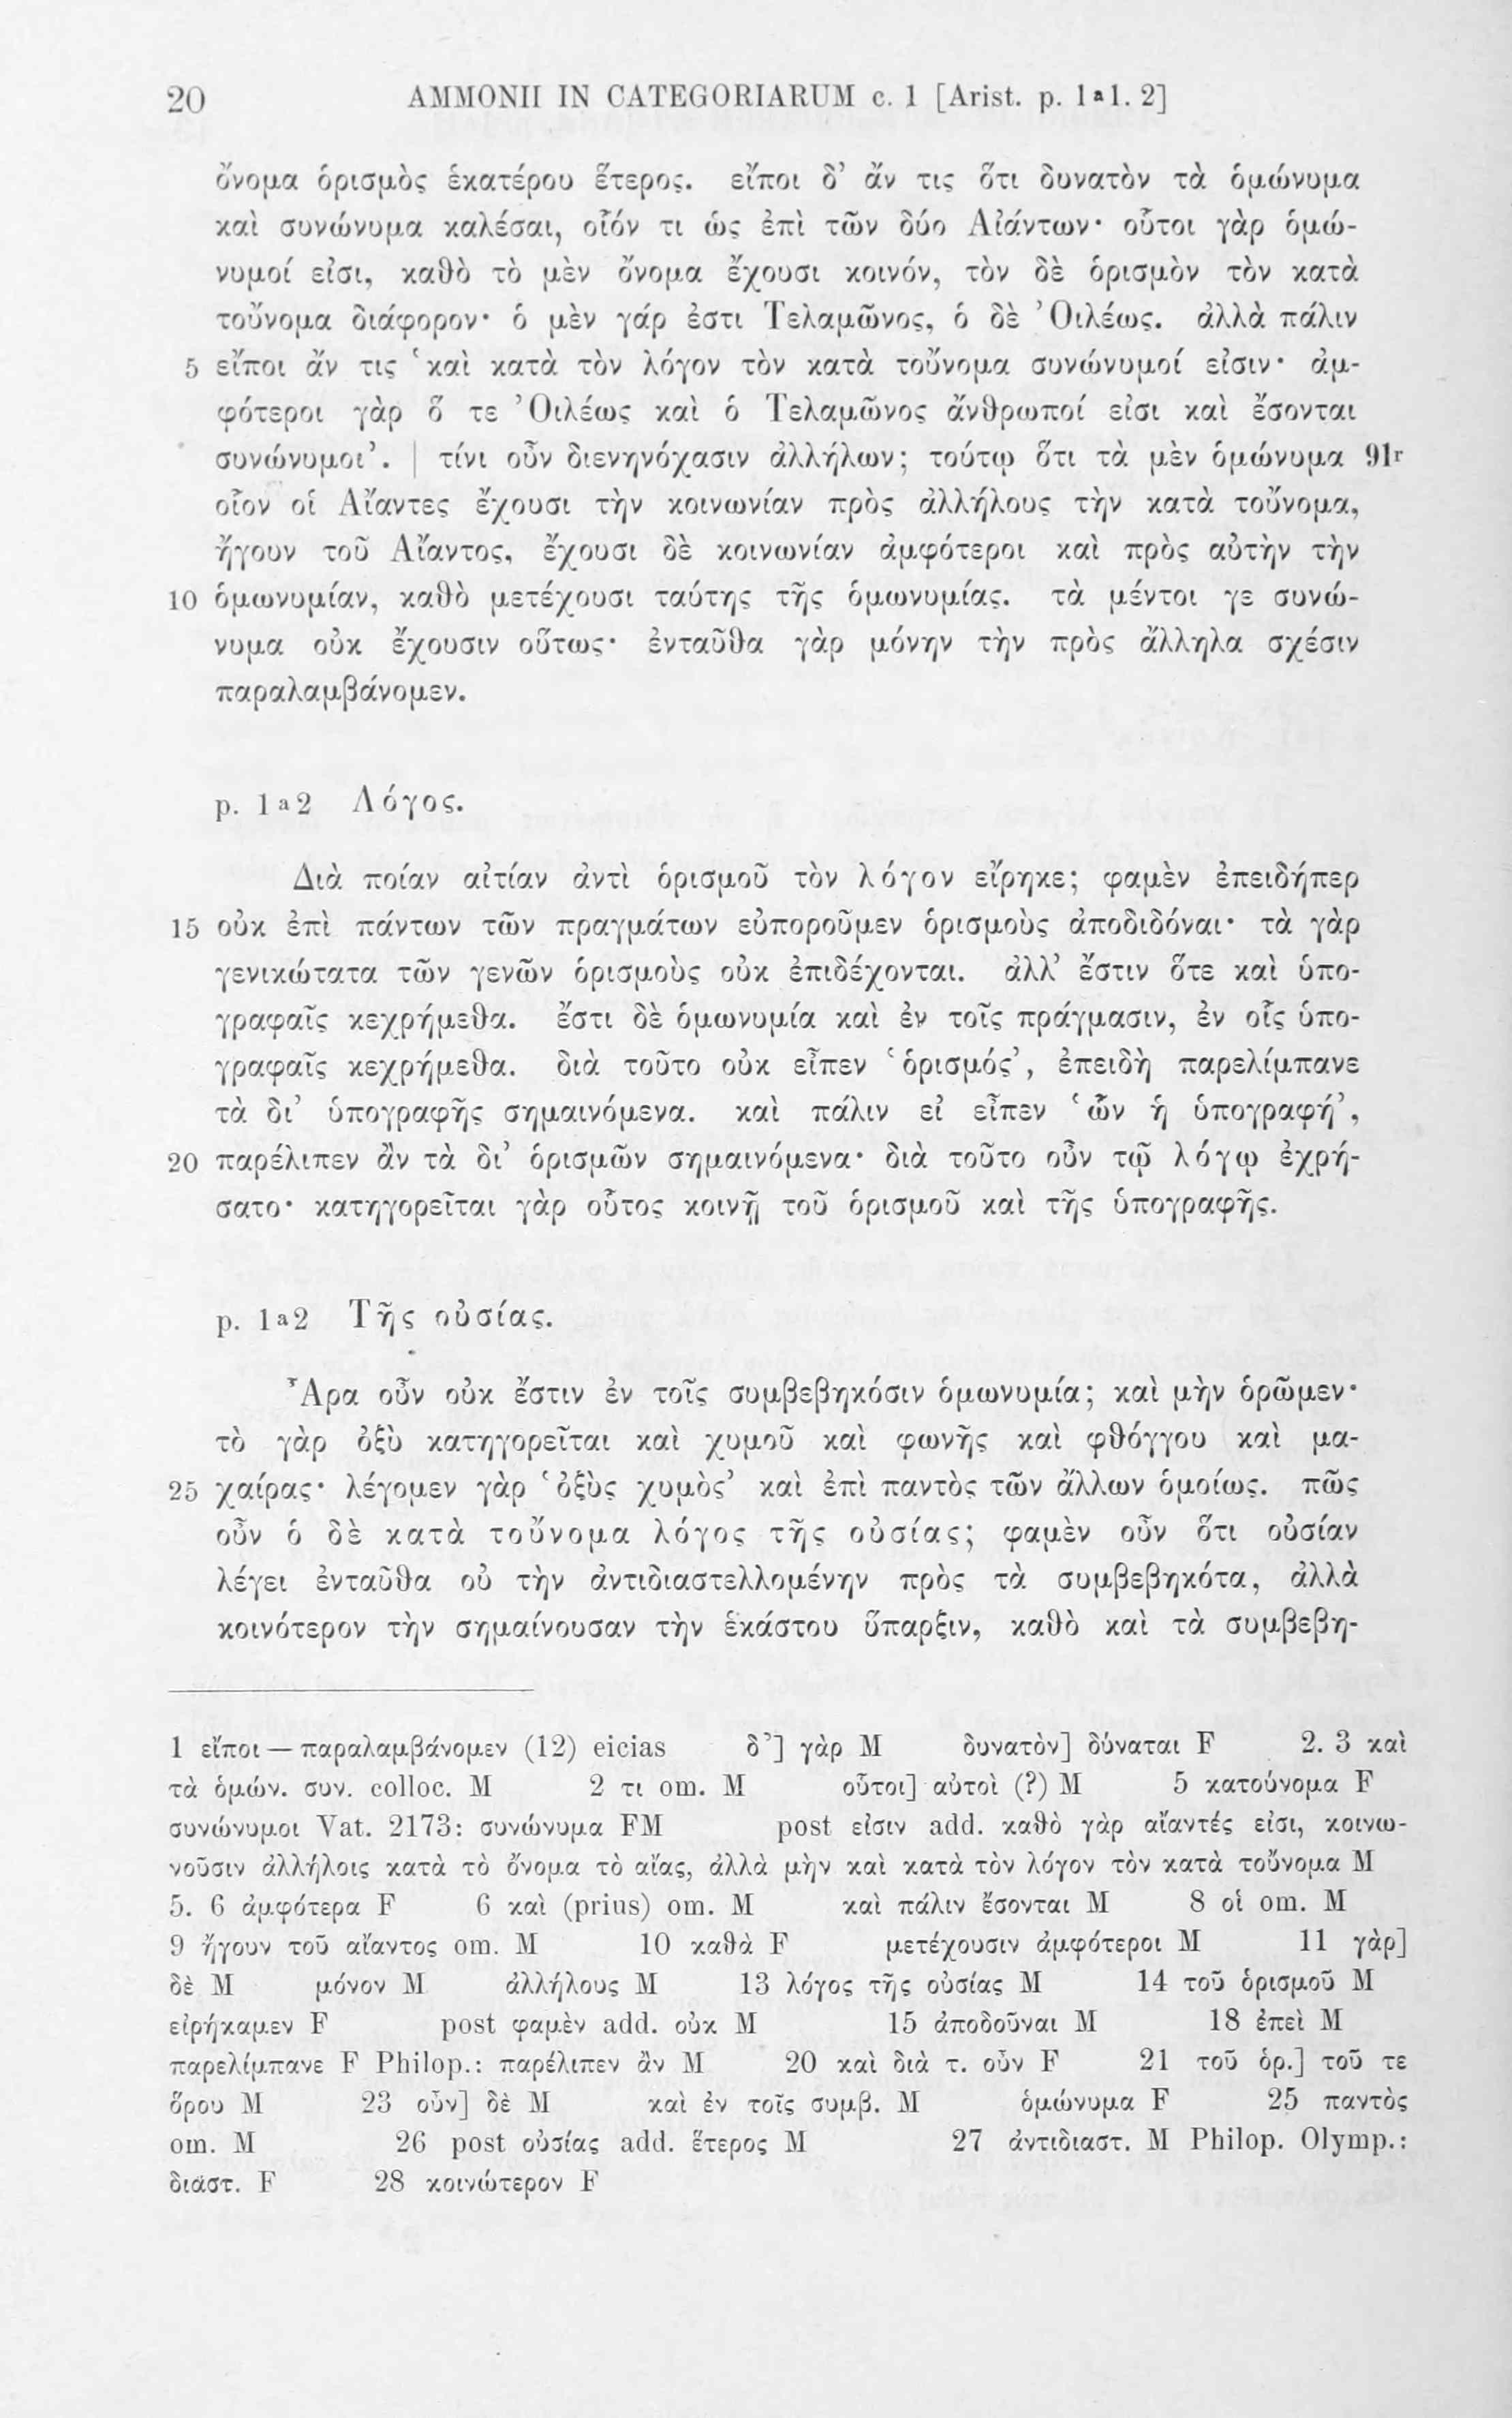 20 AMMONII IN CATEGORIARUM c. 1 [Arist. p. 1ᵃ1. 2]
ὄνομα ὁρισμὸς ἑκατέρου ἕτερος. εἴποι δ’ ἄν τις ὅτι δυνατὸν τὰ ὁμώνυμα
καὶ συνώνυμα καλέσαι, οἷόν τι ὡς ἐπὶ τῶν δύο Αἰάντων· οὗτοι γὰρ ὁμώ-
νυμοί εἰσι, καθὸ τὸ μὲν ὄνομα ἔχουσι κοινόν, τὸν δὲ ὁρισμὸν τὸν κατὰ
τοὔνομα διάφορον· ὁ μὲν γάρ ἐστι Τελαμῶνος, ὁ δὲ Ὀιλέως. ἀλλὰ πάλιν
5 εἴποι ἄν τις ‘καὶ κατὰ τὸν λόγον τὸν κατὰ τοὔνομα συνώνυμοί εἰσιν· ἀμ-
φότεροι γὰρ ὅ τε Ὀιλέως καὶ ὁ Τελαμῶνος ἄνθρωποί εἰσι καὶ ἔσονται
συνώνυμοι’. | τίνι οὖν διενηνόχασιν ἀλλήλων; τούτῳ ὅτι τὰ μὲν ὁμώνυμα 91r
οἷον οἱ Αἴαντες ἔχουσι τὴν κοινωνίαν πρὸς ἀλλήλους τὴν κατὰ τοὔνομα,
ἤγουν τοῦ Αἴαντος, ἔχουσι δὲ κοινωνίαν ἀμφότεροι καὶ πρὸς αὐτὴν τὴν
10 ὁμωνυμίαν, καθὸ μετέχουσι ταύτης τῆς ὁμωνυμίας. τὰ μέντοι γε συνώ-
νυμα οὐκ ἔχουσιν οὕτως· ἐνταῦθα γὰρ μόνην τὴν πρὸς ἄλληλα σχέσιν
παραλαμβάνομεν.
p. 1ᵃ2 Λόγος.
Διὰ ποίαν αἰτίαν ἀντὶ ὁρισμοῦ τὸν λόγον εἴρηκε; φαμὲν ἐπειδήπερ
15 οὐκ ἐπὶ πάντων τῶν πραγμάτων εὐποροῦμεν ὁρισμοὺς ἀποδιδόναι· τὰ γὰρ
γενικώτατα τῶν γενῶν ὁρισμοὺς οὐκ ἐπιδέχονται. ἀλλ’ ἔστιν ὅτε καὶ ὑπο-
γραφαῖς κεχρήμεθα. ἔστι δὲ ὁμωνυμία καὶ ἐν τοῖς πράγμασιν, ἐν οἷς ὑπο-
γραφαῖς κεχρήμεθα. διὰ τοῦτο οὐκ εἶπεν ‘ὁρισμός’, ἐπειδὴ παρελίμπανε
τὰ δι’ ὑπογραφῆς σημαινόμενα. καὶ πάλιν εἰ εἶπεν ‘ὧν ἡ ὑπογραφή’,
20 παρέλιπεν ἂν τὰ δι’ ὁρισμῶν σημαινόμενα· διὰ τοῦτο οὖν τῷ λόγῳ ἐχρή-
σατο· κατηγορεῖται γὰρ οὗτος κοινῇ τοῦ ὁρισμοῦ καὶ τῆς ὑπογραφῆς.
p. 1ᵃ2 Τῆς οὐσίας.
Ἆρα οὖν οὐκ ἔστιν ἐν τοῖς συμβεβηκόσιν ὁμωνυμία; καὶ μὴν ὁρῶμεν·
τὸ γὰρ ὀξὺ κατηγορεῖται καὶ χυμοῦ καὶ φωνῆς καὶ φθόγγου καὶ μα-
25 χαίρας· λέγομεν γὰρ ‘ὀξὺς χυμὸς’ καὶ ἐπὶ παντὸς τῶν ἄλλων ὁμοίως. πῶς
οὖν ὁ δὲ κατὰ τοὔνομα λόγος τῆς οὐσίας; φαμὲν οὖν ὅτι οὐσίαν
λέγει ἐνταῦθα οὐ τὴν ἀντιδιαστελλομένην πρὸς τὰ συμβεβηκότα, ἀλλὰ
κοινότερον τὴν σημαίνουσαν τὴν ἑκάστου ὕπαρξιν, καθὸ καὶ τὰ συμβεβη-
1 εἴποι — παραλαμβάνομεν (12) eicias δ’] γὰρ M δυνατὸν] δύναται F 2. 3 καὶ
τὰ ὁμών. συν. colloc. M 2 τι om. M οὗτοι] αὐτοὶ (?) M 5 κατούνομα F
συνώνυμοι Vat. 2173: συνώνυμα FM post εἰσιν add. καθὸ γὰρ αἴαντές εἰσι, κοινω-
νοῦσιν ἀλλήλοις κατὰ τὸ ὄνομα τὸ αἴας, ἀλλὰ μὴν καὶ κατὰ τὸν λόγον τὸν κατὰ τοὔνομα M
5. 6 ἀμφότερα F 6 καὶ (prius) om. M καὶ πάλιν ἔσονται M 8 οἱ om. M
9 ἤγουν τοῦ αἴαντος om. M 10 καθὰ F μετέχουσιν ἀμφότεροι M 11 γὰρ]
δὲ M μόνον M ἀλλήλους M 13 λόγος τῆς οὐσίας M 14 τοῦ ὁρισμοῦ M
εἰρήκαμεν F post φαμὲν add. οὐκ M 15 ἀποδοῦναι M 18 ἐπεὶ M
παρελίμπανε F Philop.: παρέλιπεν ἂν M 20 καὶ διὰ τ. οὖν F 21 τοῦ ὁρ.] τοῦ τε
ὅρου M 23 οὖν] δὲ M καὶ ἐν τοῖς συμβ. M ὁμώνυμα F 25 παντὸς
om. M 26 post οὐσίας add. ἕτερος M 27 ἀντιδιαστ. M Philop. Olymp.:
διαστ. F 28 κοινώτερον F